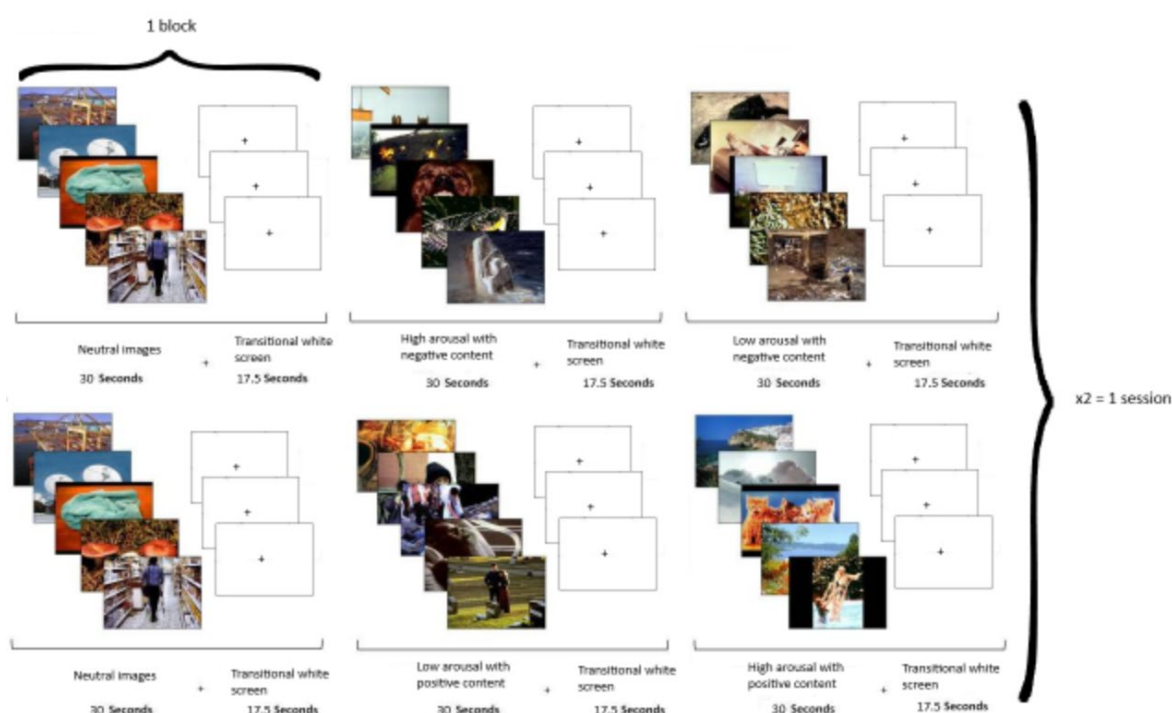 1 block
Neutral images
+
Transitional white
screen
30 Seconds
17.5 Seconds
High arousal with
negative content
+
Transitional white
screen
30 Seconds
17.5 Seconds
Low arousal with
negative content
+
Transitional white
screen
30 Seconds
17.5 Seconds
x2 = 1 session
Neutral images
+
Transitional white
screen
30 Seconds
17.5 Seconds
Low arousal with
positive content
+
Transitional white
screen
30 Seconds
17.5 Seconds
High arousal with
positive content
+
Transitional white
screen
30 Seconds
17.5 Seconds